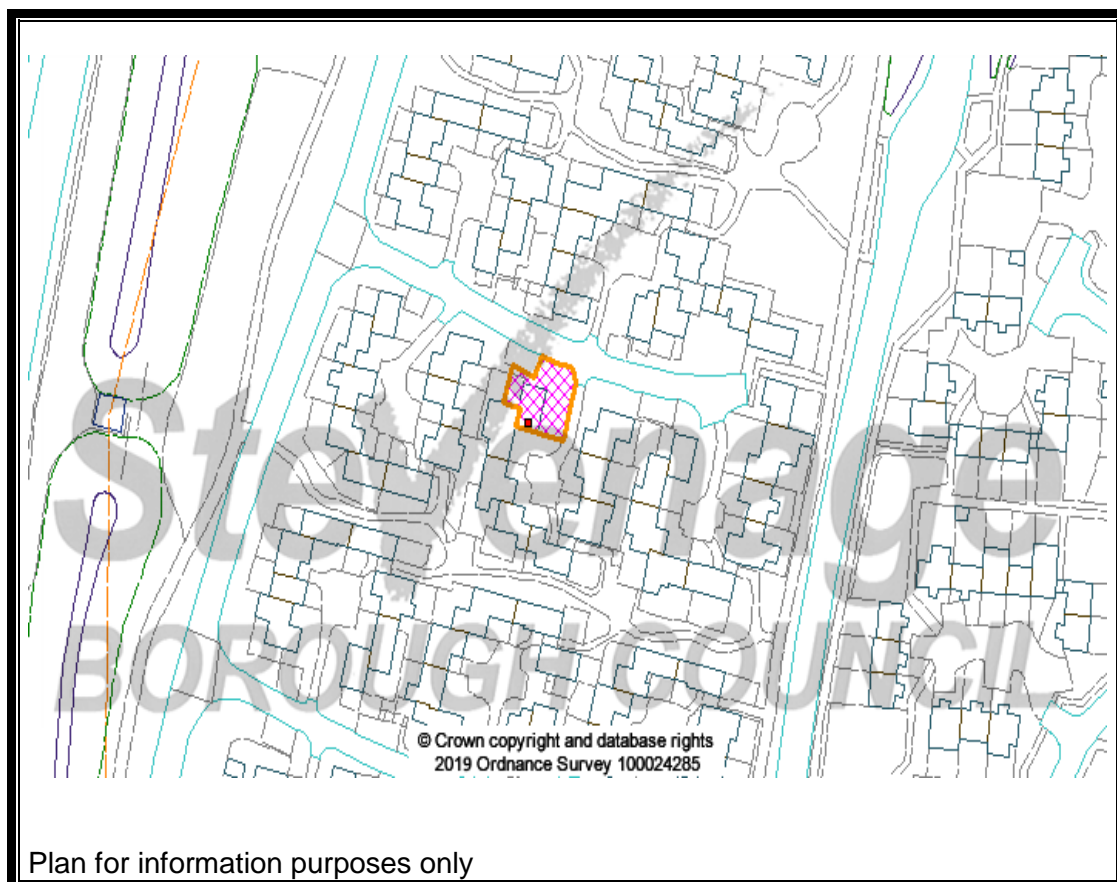 Stevenage
BOROUGH COUNCIL
© Crown copyright and database rights
2019 Ordnance Survey 100024285
Plan for information purposes only